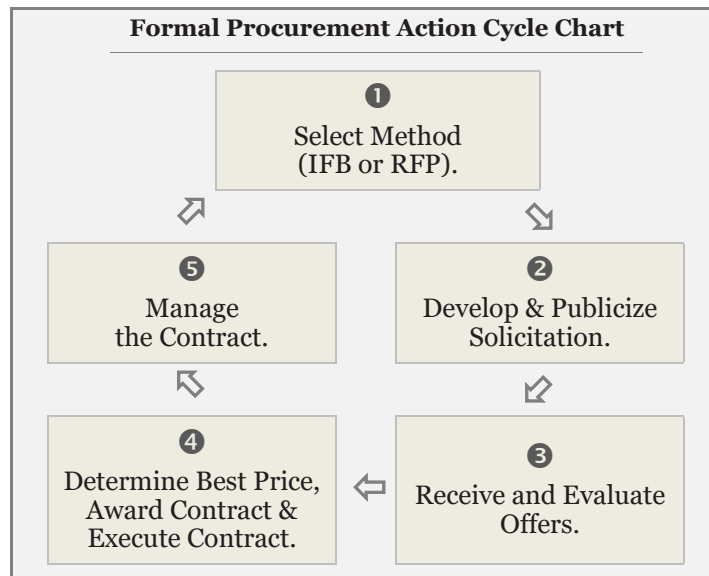 Formal Procurement Action Cycle Chart
❶
Select Method
(IFB or RFP).
❷
Develop & Publicize
Solicitation.
❸
Receive and Evaluate
Offers.
❹
Determine Best Price,
Award Contract &
Execute Contract.
❺
Manage
the Contract.